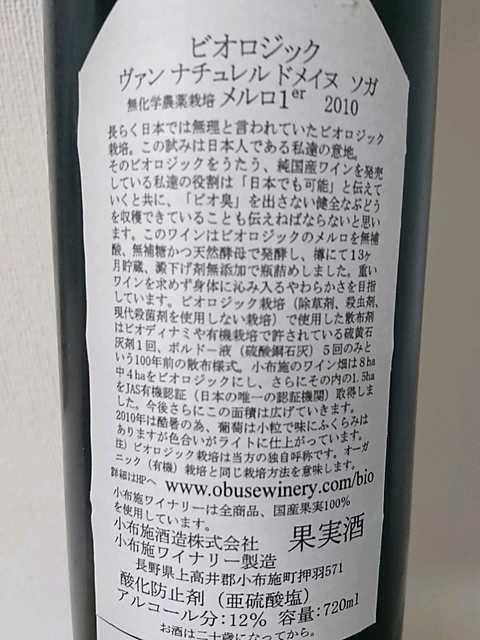 ビオロジック
ヴァン ナチュレル ドメイヌ ソガ
無化学農薬栽培 メルロ1er 2010
長らく日本では無理と言われていたビオロジック
栽培。この試みは日本人である私達の意地。
そのビオロジックをうたう、純国産ワインを発売
している私達の役割は「日本でも可能」と伝えて
いくと共に、「ビオ臭」を出さない健全なぶどう
を収穫できていることも伝えねばならないと思い
ます。このワインはビオロジックのメルロを無補
酸、無補糖かつ天然酵母で発酵し、樽にて13ヶ
月貯蔵、澱下げ剤無添加で瓶詰めしました。重い
ワインを求めず身体に沁み入るやわらかさを目指
しています。ビオロジック栽培（除草剤、殺虫剤、
現代殺菌剤を使用しない栽培）で使用した散布剤
はビオディナミや有機栽培で許されている硫黄石
灰剤1回、ボルドー液（硫酸銅石灰）5回のみと
いう100年前の散布様式。小布施のワイン畑は8ha
中4haをビオロジックにし、さらにその内の1.5ha
をJAS有機認証（日本の唯一の認証機関）取得しま
した。今後さらにこの面積は広げていきます。
2010年は酷暑の為、葡萄は小粒で味にふくらみは
ありますが色合いがライトに仕上がっています。
注）ビオロジック栽培は当方の独自呼称です。オーガ
ニック（有機）栽培と同じ栽培方法を意味します。
詳細はHPへ www.obusewinery.com/bio
小布施ワイナリーは全商品、国産果実100%
を使用しています。
小布施酒造株式会社 果実酒
小布施ワイナリー製造
長野県上高井郡小布施町押羽571
酸化防止剤（亜硫酸塩）
アルコール分：12% 容量：720ml
お酒は二十歳になってから。